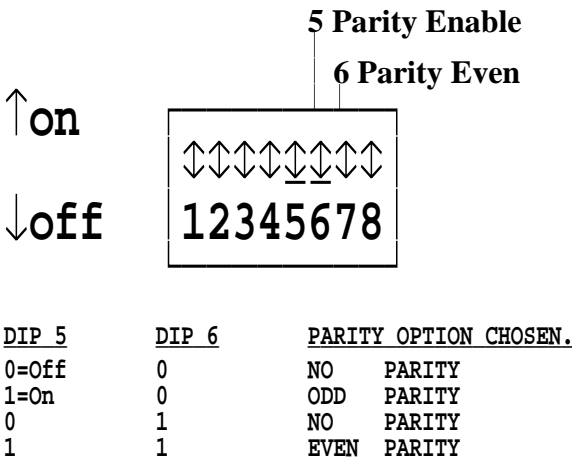 5 Parity Enable
6 Parity Even
↑on
↕↕↕↕↕↕↕↕
↓off
12345678
DIP 5 DIP 6 PARITY OPTION CHOSEN.
0=Off 0 NO PARITY
1=On 0 ODD PARITY
0 1 NO PARITY
1 1 EVEN PARITY